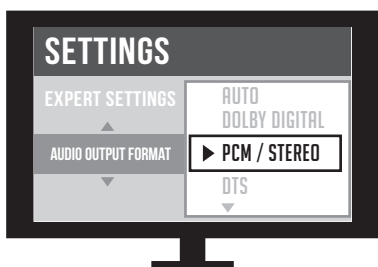 SETTINGS
EXPERT SETTINGS
AUDIO OUTPUT FORMAT
AUTO
DOLBY DIGITAL
PCM / STEREO
DTS